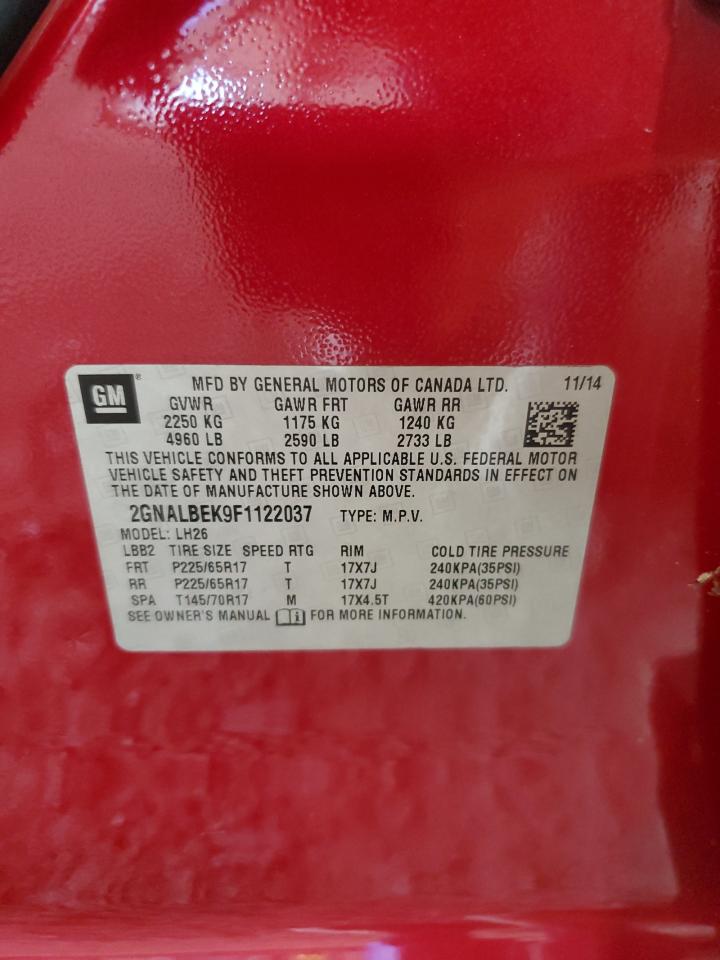 GM ® MFD BY GENERAL MOTORS OF CANADA LTD. 11/14
GVWR GAWR FRT GAWR RR
2250 KG 1175 KG 1240 KG
4960 LB 2590 LB 2733 LB
THIS VEHICLE CONFORMS TO ALL APPLICABLE U.S. FEDERAL MOTOR
VEHICLE SAFETY AND THEFT PREVENTION STANDARDS IN EFFECT ON
THE DATE OF MANUFACTURE SHOWN ABOVE.
2GNALBEK9F1122037 TYPE: M.P.V.
MODEL: LH26
LBB2 TIRE SIZE SPEED RTG RIM COLD TIRE PRESSURE
FRT P225/65R17 T 17X7J 240KPA(35PSI)
RR P225/65R17 T 17X7J 240KPA(35PSI)
SPA T145/70R17 M 17X4.5T 420KPA(60PSI)
SEE OWNER'S MANUAL FOR MORE INFORMATION.